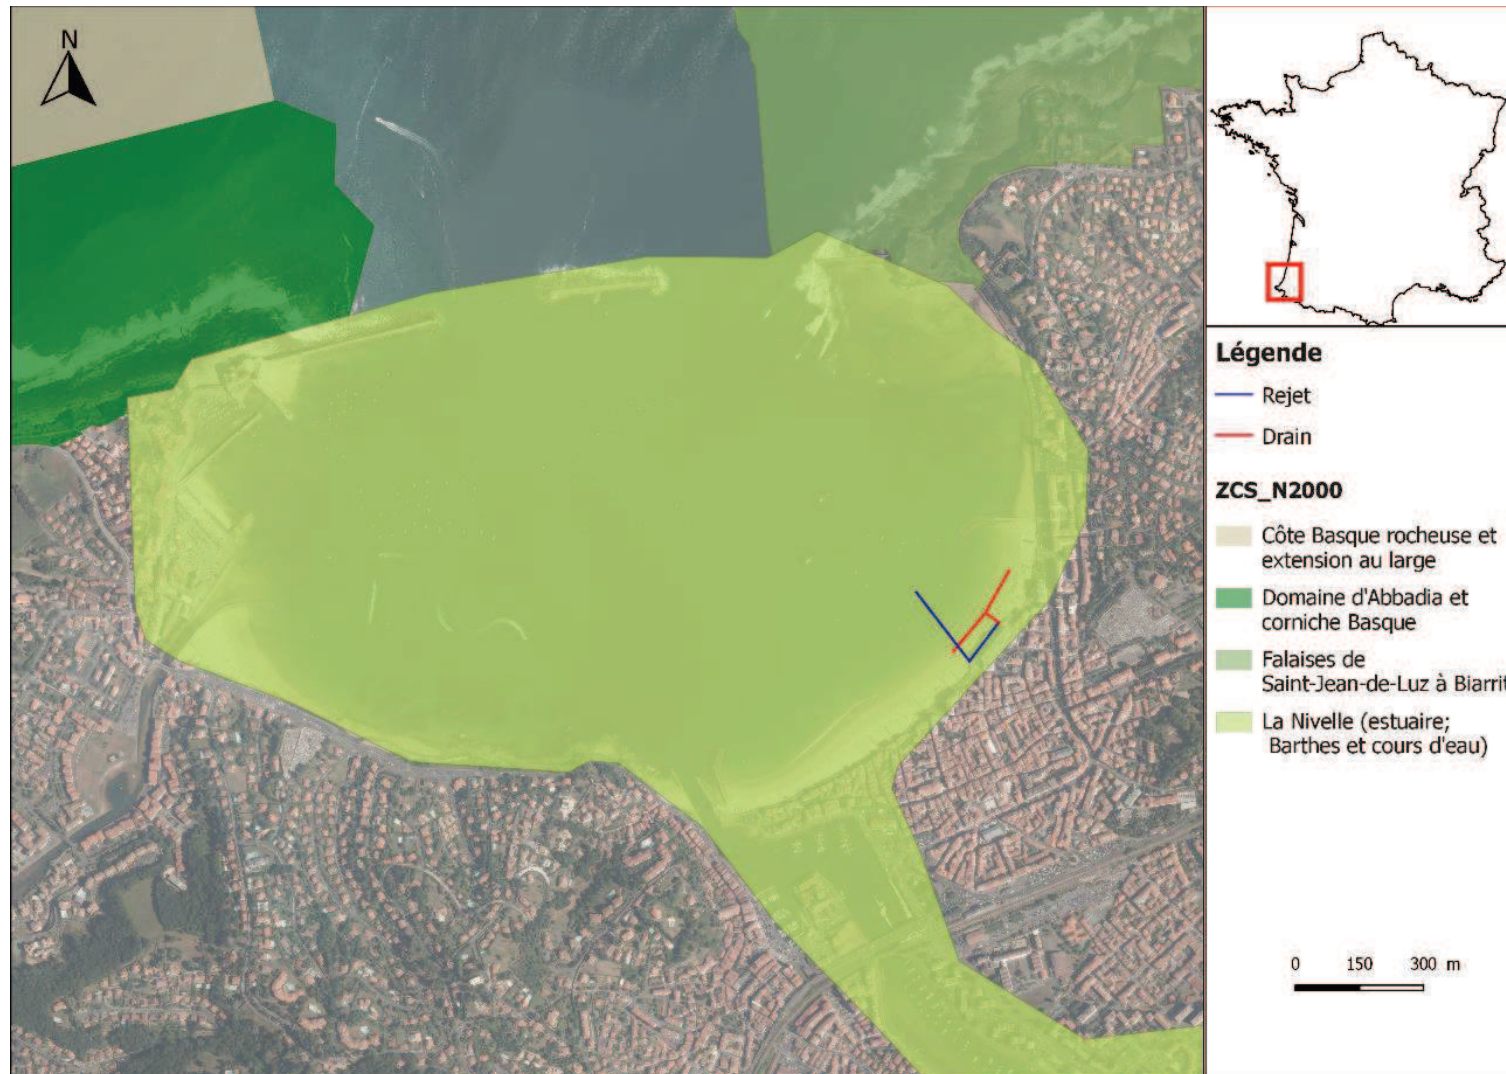 N
Légende
Rejet
Drain
ZCS_N2000
Côte Basque rocheuse et
extension au large
Domaine d'Abbadia et
corniche Basque
Falaises de
Saint-Jean-de-Luz à Biarrit
La Nivelle (estuaire;
Barthes et cours d'eau)
0 150 300 m